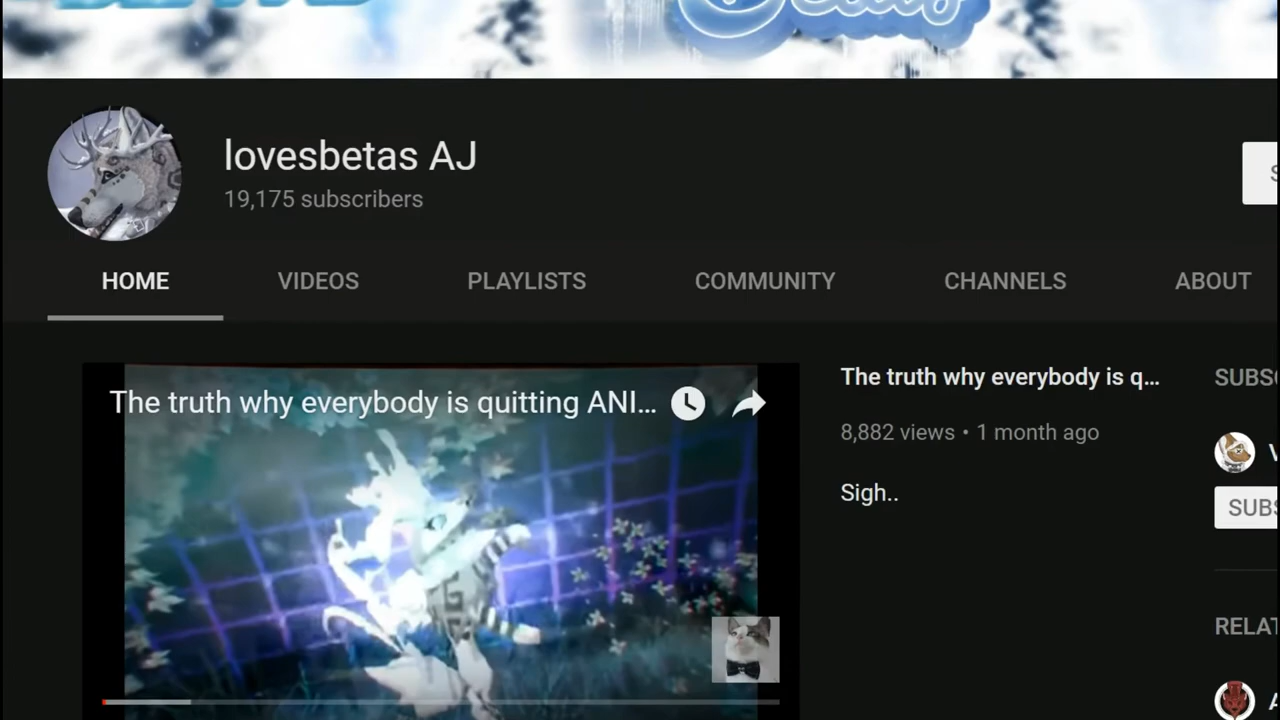 lovesbetas AJ
19,175 subscribers
HOME VIDEOS PLAYLISTS COMMUNITY CHANNELS ABOUT
The truth why everybody is quitting ANI...
The truth why everybody is q...
8,882 views • 1 month ago
Sigh..
SUBS
SUBS
RELAT